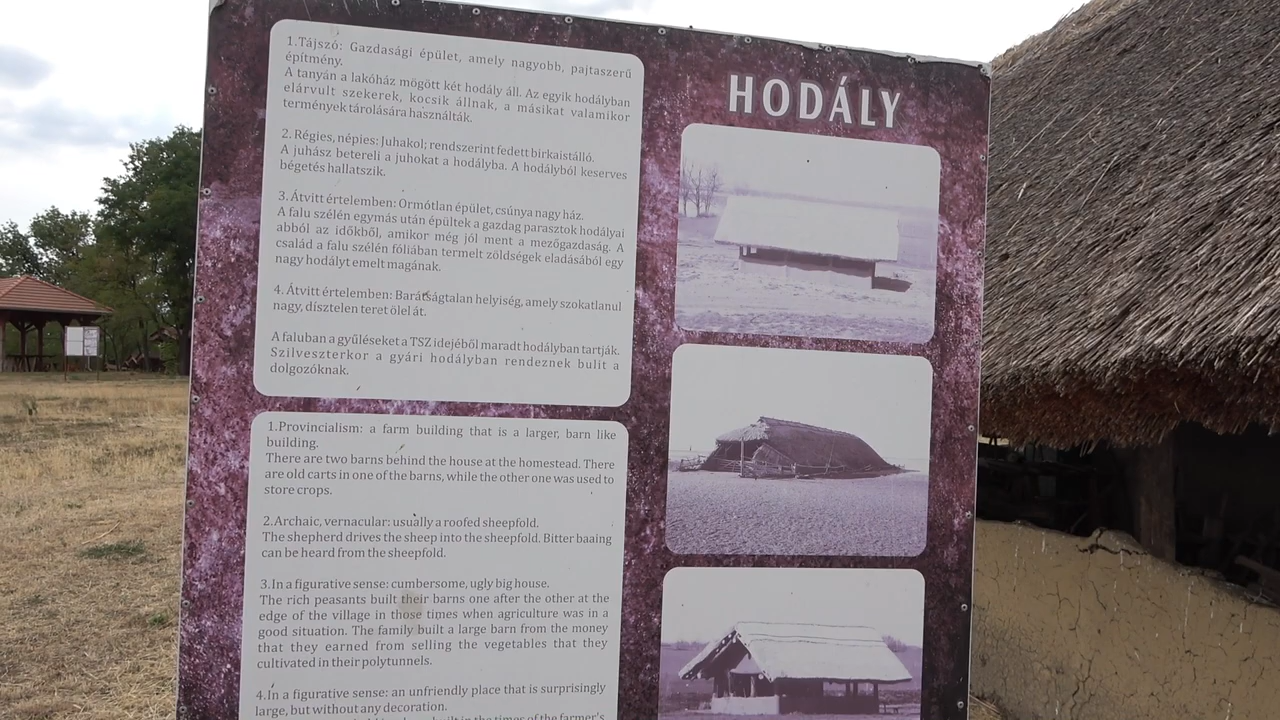 HODÁLY
1.Tájszó: Gazdasági épület, amely nagyobb, pajtaszerű
építmény.
A tanyán a lakóház mögött két hodály áll. Az egyik hodályban
elárvult szekerek, kocsik állnak, a másikat valamikor
termények tárolására használták.
2. Régies, népies: Juhakol; rendszerint fedett birkaistálló.
A juhász betereli a juhokat a hodályba. A hodályból keserves
bégetés hallatszik.
3. Átvitt értelemben: Ormótlan épület, csúnya nagy ház.
A falu szélén egymás után épültek a gazdag parasztok hodályai
abból az időkből, amikor még jól ment a mezőgazdaság. A
család a falu szélén fóliában termelt zöldségek eladásából egy
nagy hodályt emelt magának.
4. Átvitt értelemben: Barátságtalan helyiség, amely szokatlanul
nagy, dísztelen teret ölel át.
A faluban a gyűléseket a TSZ idejéből maradt hodályban tartják.
Szilveszterkor a gyári hodályban rendeznek bulit a
dolgozóknak.
1.Provincialism: a farm building that is a larger, barn like
building.
There are two barns behind the house at the homestead. There
are old carts in one of the barns, while the other one was used to
store crops.
2.Archaic, vernacular: usually a roofed sheepfold.
The shepherd drives the sheep into the sheepfold. Bitter baaing
can be heard from the sheepfold.
3.In a figurative sense: cumbersome, ugly big house.
The rich peasants built their barns one after the other at the
edge of the village in those times when agriculture was in a
good situation. The family built a large barn from the money
that they earned from selling the vegetables that they
cultivated in their polytunnels.
4.In a figurative sense: an unfriendly place that is surprisingly
large, but without any decoration.
built in the times of the farmer's